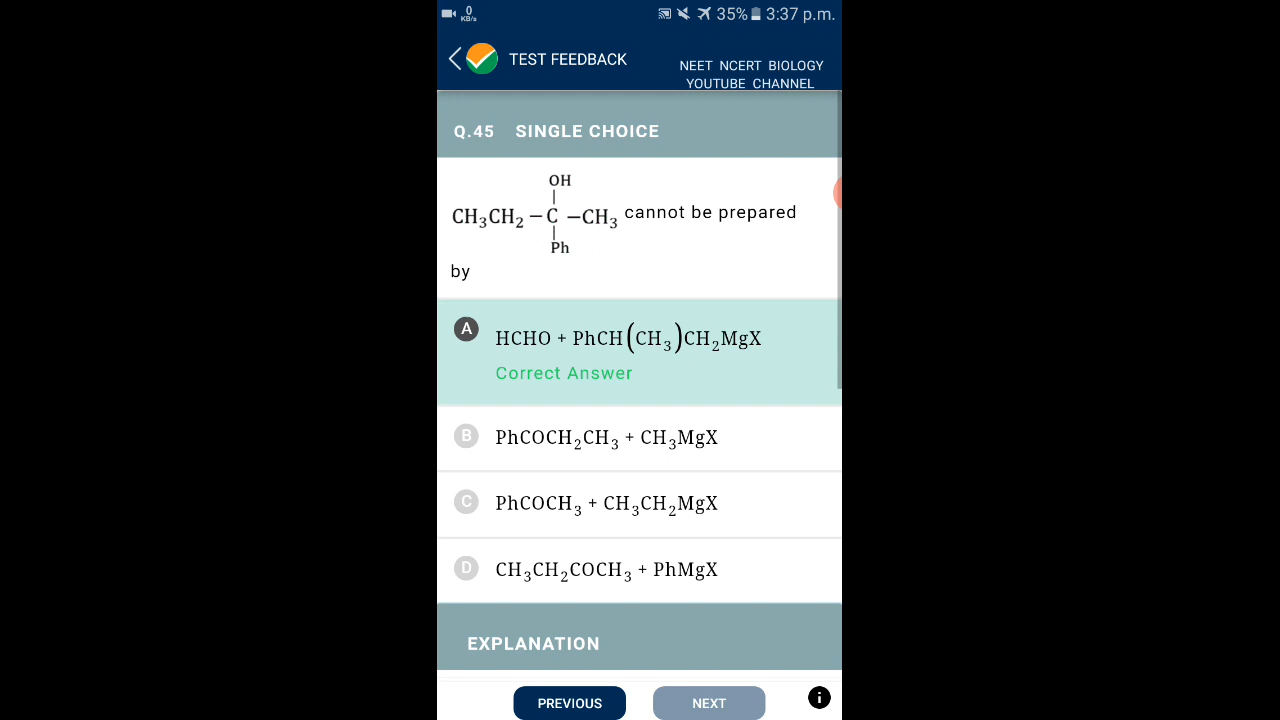 0
KB/s
35% 3:37 p.m.
TEST FEEDBACK
NEET NCERT BIOLOGY
YOUTUBE CHANNEL
Q.45 SINGLE CHOICE
OH
|
CH₃CH₂ – C – CH₃ cannot be prepared
|
Ph
by
A
HCHO + PhCH(CH₃)CH₂MgX
Correct Answer
B PhCOCH₂CH₃ + CH₃MgX
C PhCOCH₃ + CH₃CH₂MgX
D CH₃CH₂COCH₃ + PhMgX
EXPLANATION
PREVIOUS NEXT i